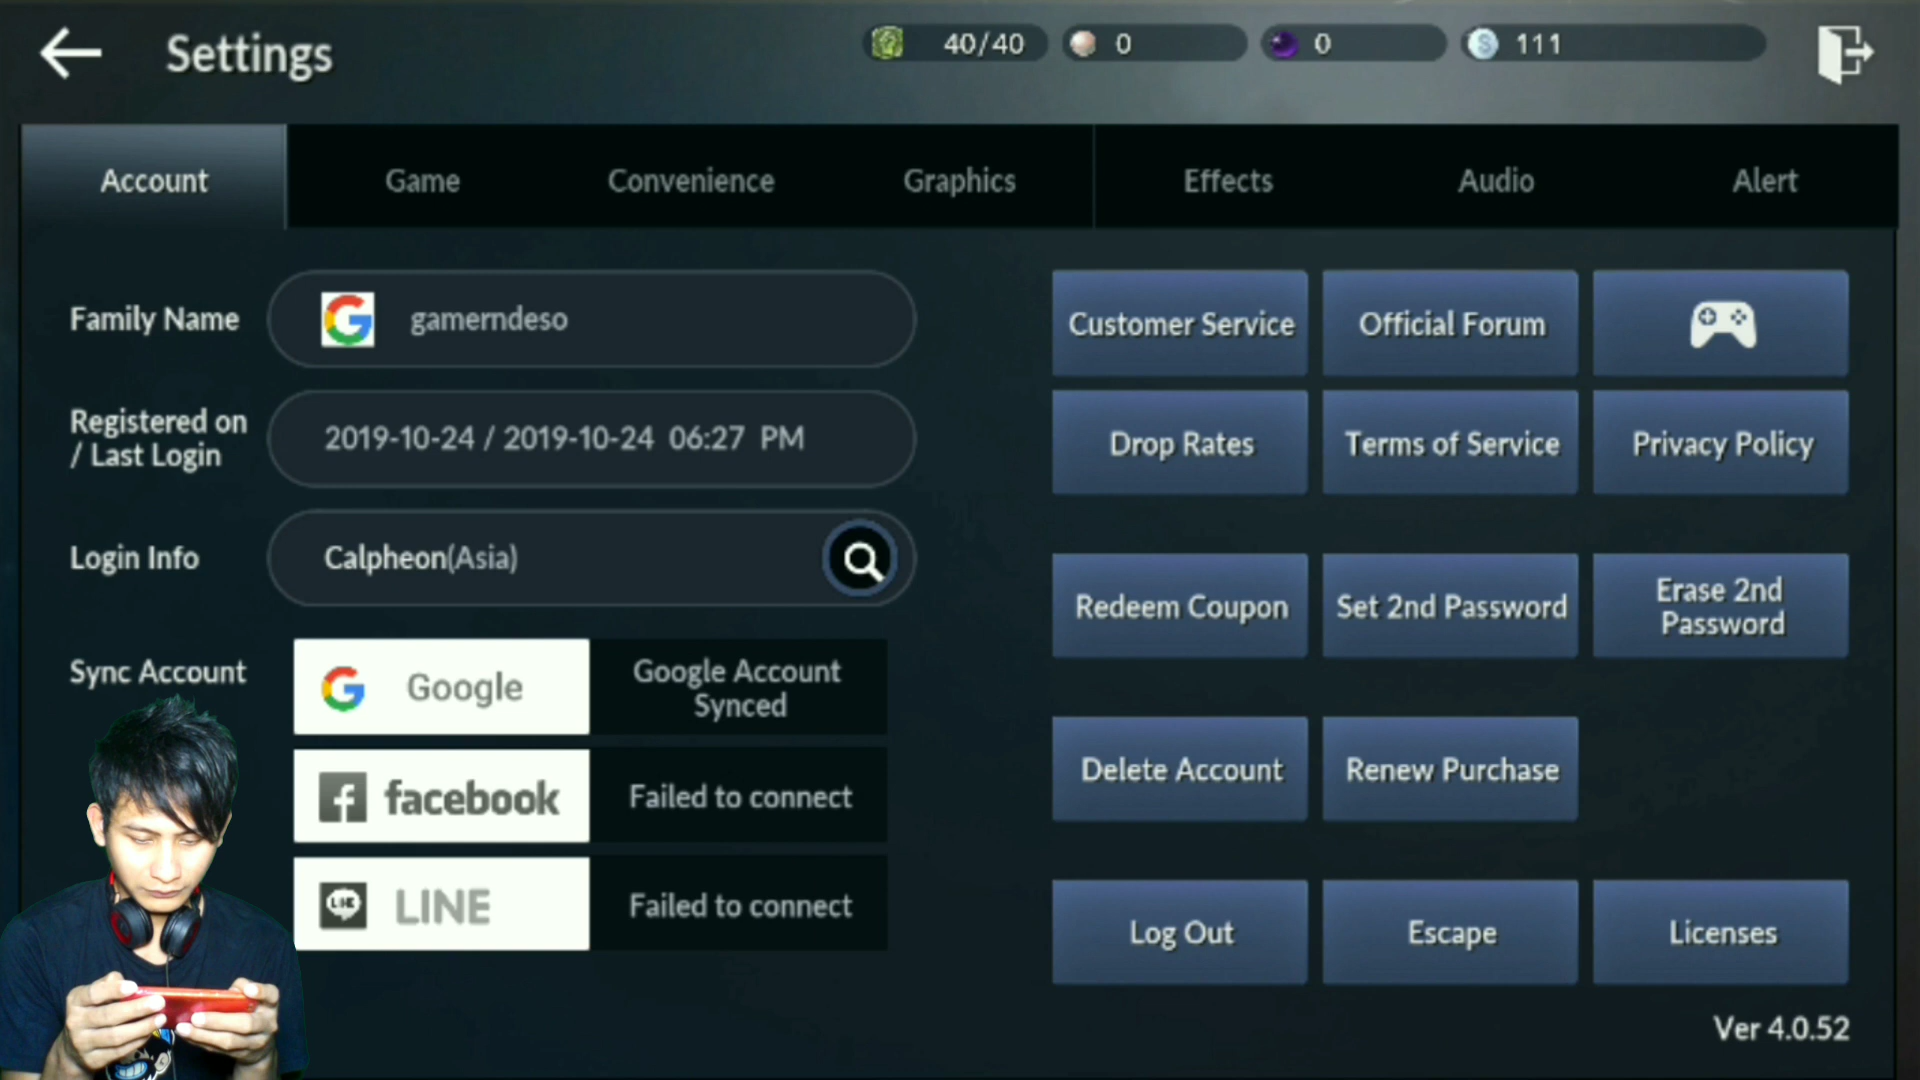 Settings
40/40
0
0
111
Account
Game
Convenience
Graphics
Effects
Audio
Alert
Family Name
gamerndeso
Registered on
/ Last Login
2019-10-24 / 2019-10-24 06:27 PM
Login Info
Calpheon(Asia)
Sync Account
Google
Google Account
Synced
facebook
Failed to connect
LINE
LINE
Failed to connect
Customer Service
Official Forum
Drop Rates
Terms of Service
Privacy Policy
Redeem Coupon
Set 2nd Password
Erase 2nd
Password
Delete Account
Renew Purchase
Log Out
Escape
Licenses
Ver 4.0.52